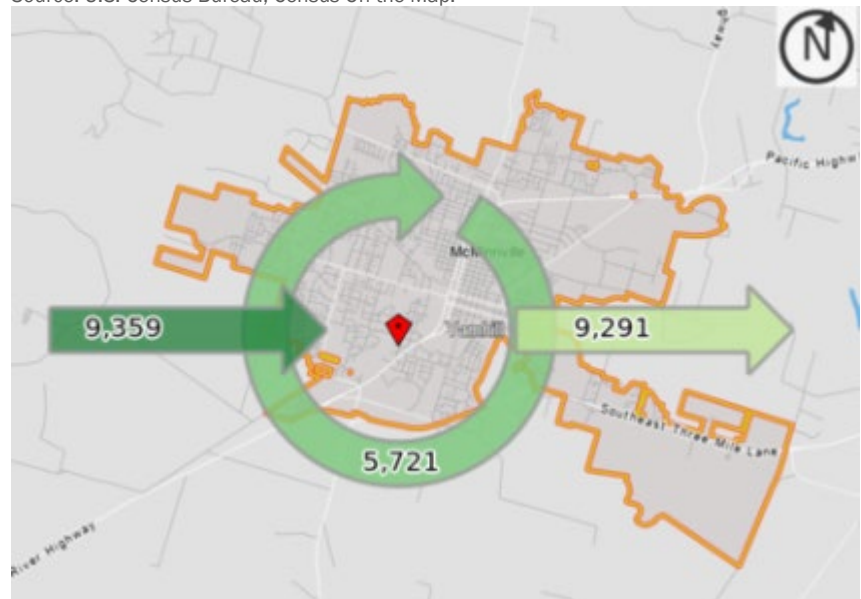 Source: U.S. Census Bureau, Census on the Map.
N
Pacific Highw
McMinnville
9,359
Yamhill
9,291
Southeast Three Mile Lane
5,721
River Highway